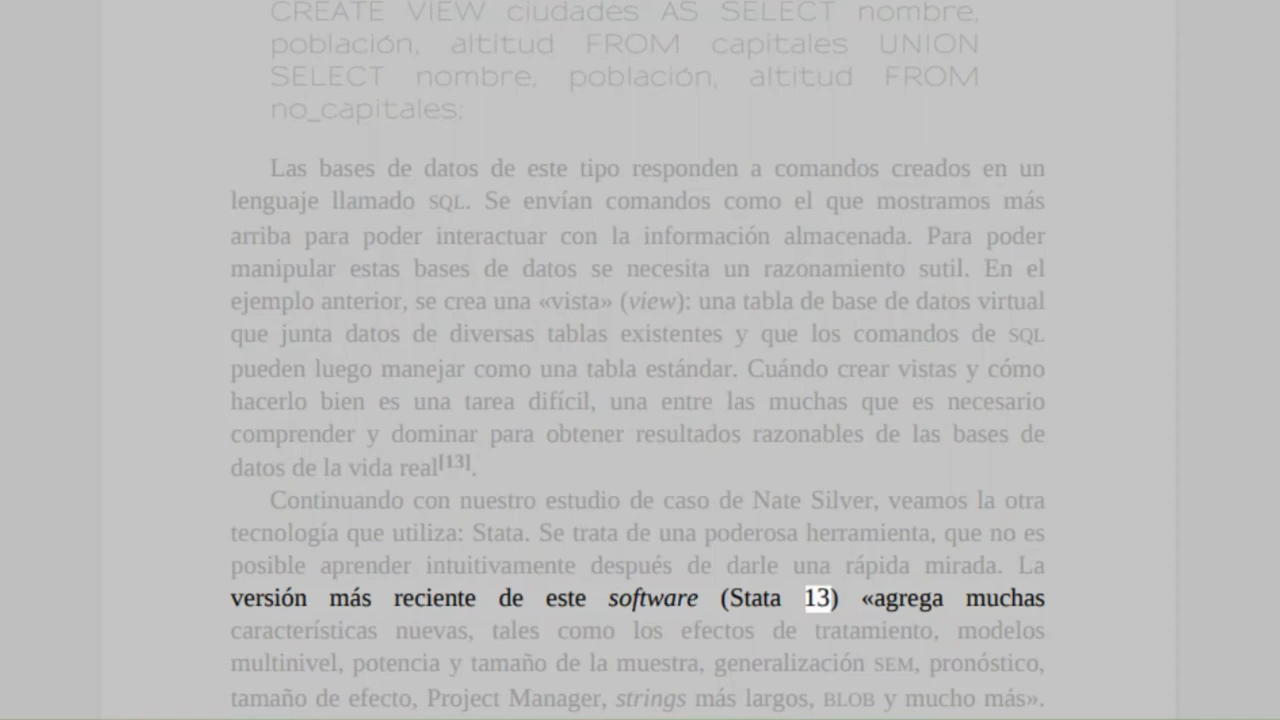 CREATE VIEW ciudades AS SELECT nombre,
población, altitud FROM capitales UNION
SELECT nombre, población, altitud FROM
no_capitales;
Las bases de datos de este tipo responden a comandos creados en un
lenguaje llamado SQL. Se envían comandos como el que mostramos más
arriba para poder interactuar con la información almacenada. Para poder
manipular estas bases de datos se necesita un razonamiento sutil. En el
ejemplo anterior, se crea una «vista» (view): una tabla de base de datos virtual
que junta datos de diversas tablas existentes y que los comandos de SQL
pueden luego manejar como una tabla estándar. Cuándo crear vistas y cómo
hacerlo bien es una tarea difícil, una entre las muchas que es necesario
comprender y dominar para obtener resultados razonables de las bases de
datos de la vida real[13].
Continuando con nuestro estudio de caso de Nate Silver, veamos la otra
tecnología que utiliza: Stata. Se trata de una poderosa herramienta, que no es
posible aprender intuitivamente después de darle una rápida mirada. La
versión más reciente de este software (Stata 13) «agrega muchas
características nuevas, tales como los efectos de tratamiento, modelos
multinivel, potencia y tamaño de la muestra, generalización SEM, pronóstico,
tamaño de efecto, Project Manager, strings más largos, BLOB y mucho más».